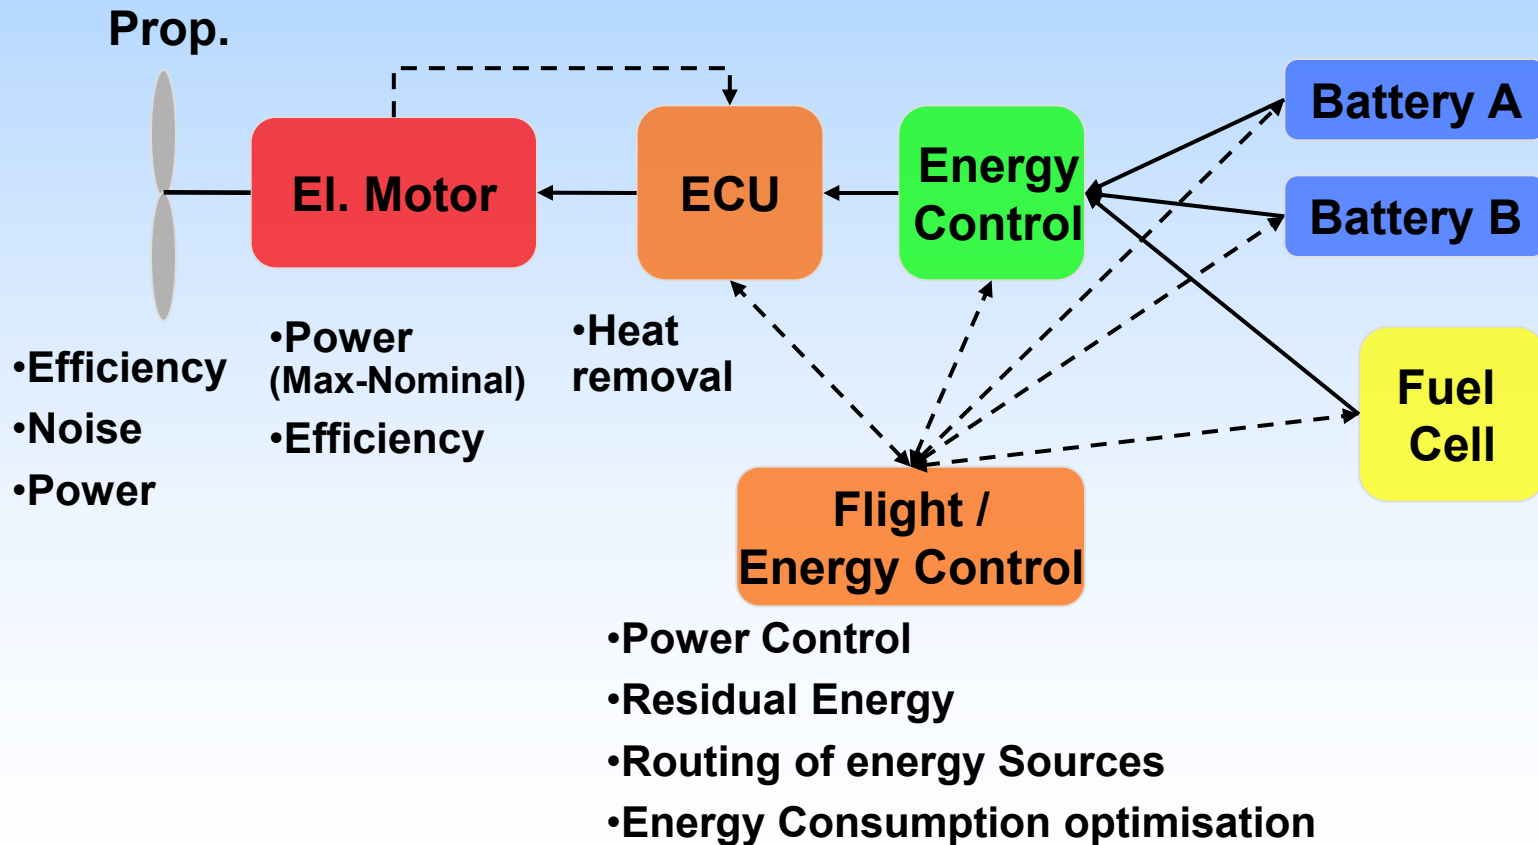 Prop.
El. Motor
ECU
Energy
Control
Battery A
Battery B
Fuel
Cell
•Efficiency
•Noise
•Power
•Power
(Max-Nominal)
•Efficiency
•Heat
removal
Flight /
Energy Control
•Power Control
•Residual Energy
•Routing of energy Sources
•Energy Consumption optimisation